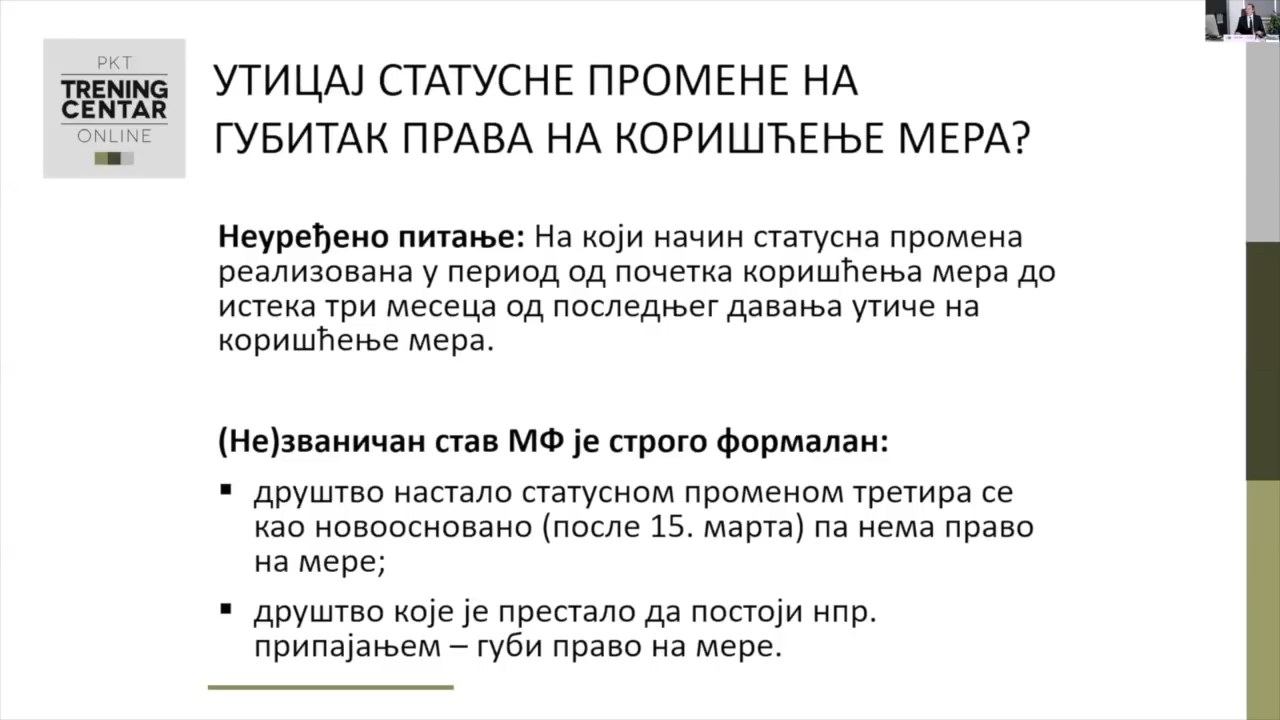 PKT
TRENING
CENTAR
ONLINE
УТИЦАЈ СТАТУСНЕ ПРОМЕНЕ НА
ГУБИТАК ПРАВА НА КОРИШЋЕЊЕ МЕРА?
Неуређено питање: На који начин статусна промена
реализована у период од почетка коришћења мера до
истека три месеца од последњег давања утиче на
коришћење мера.
(Не)званичан став МФ је строго формалан:
▪ друштво настало статусном променом третира се
као новоосновано (после 15. марта) па нема право
на мере;
▪ друштво које је престало да постоји нпр.
припајањем – губи право на мере.